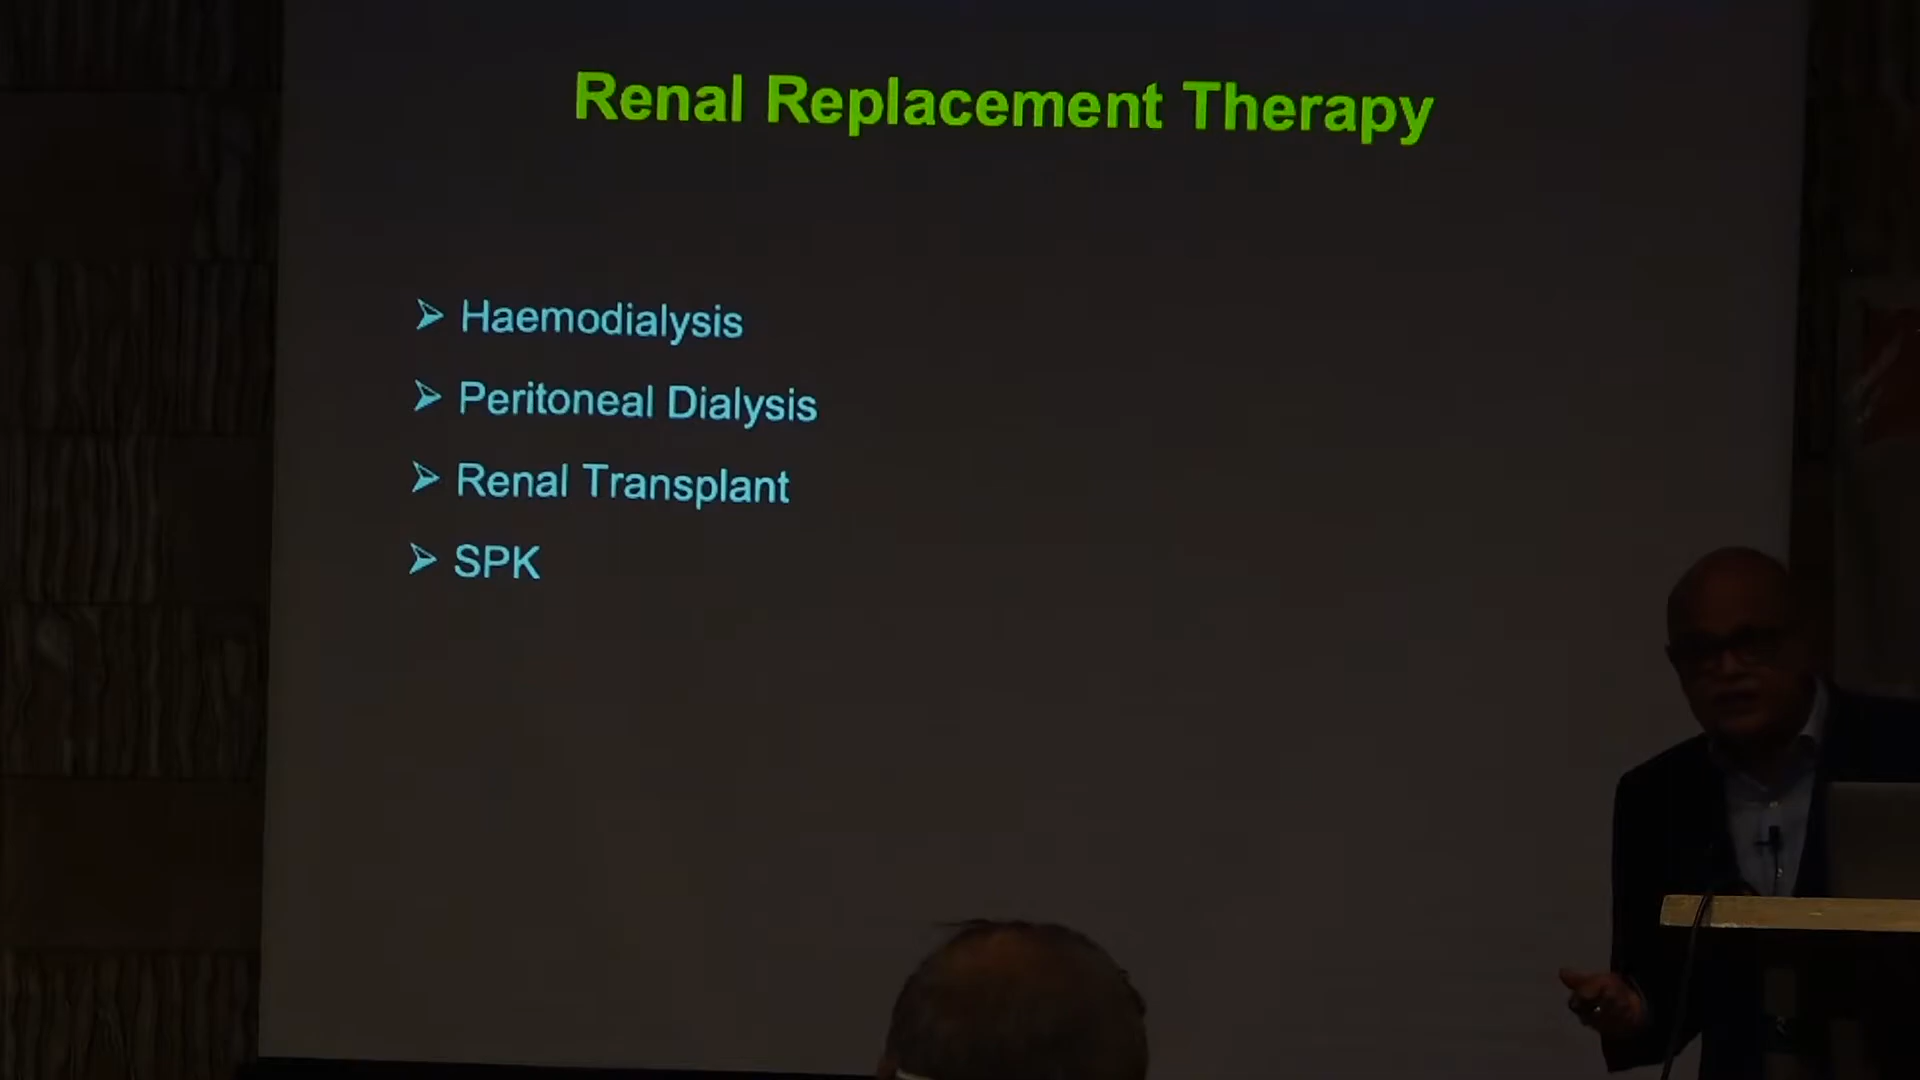 Renal Replacement Therapy
➢ Haemodialysis
➢ Peritoneal Dialysis
➢ Renal Transplant
➢ SPK